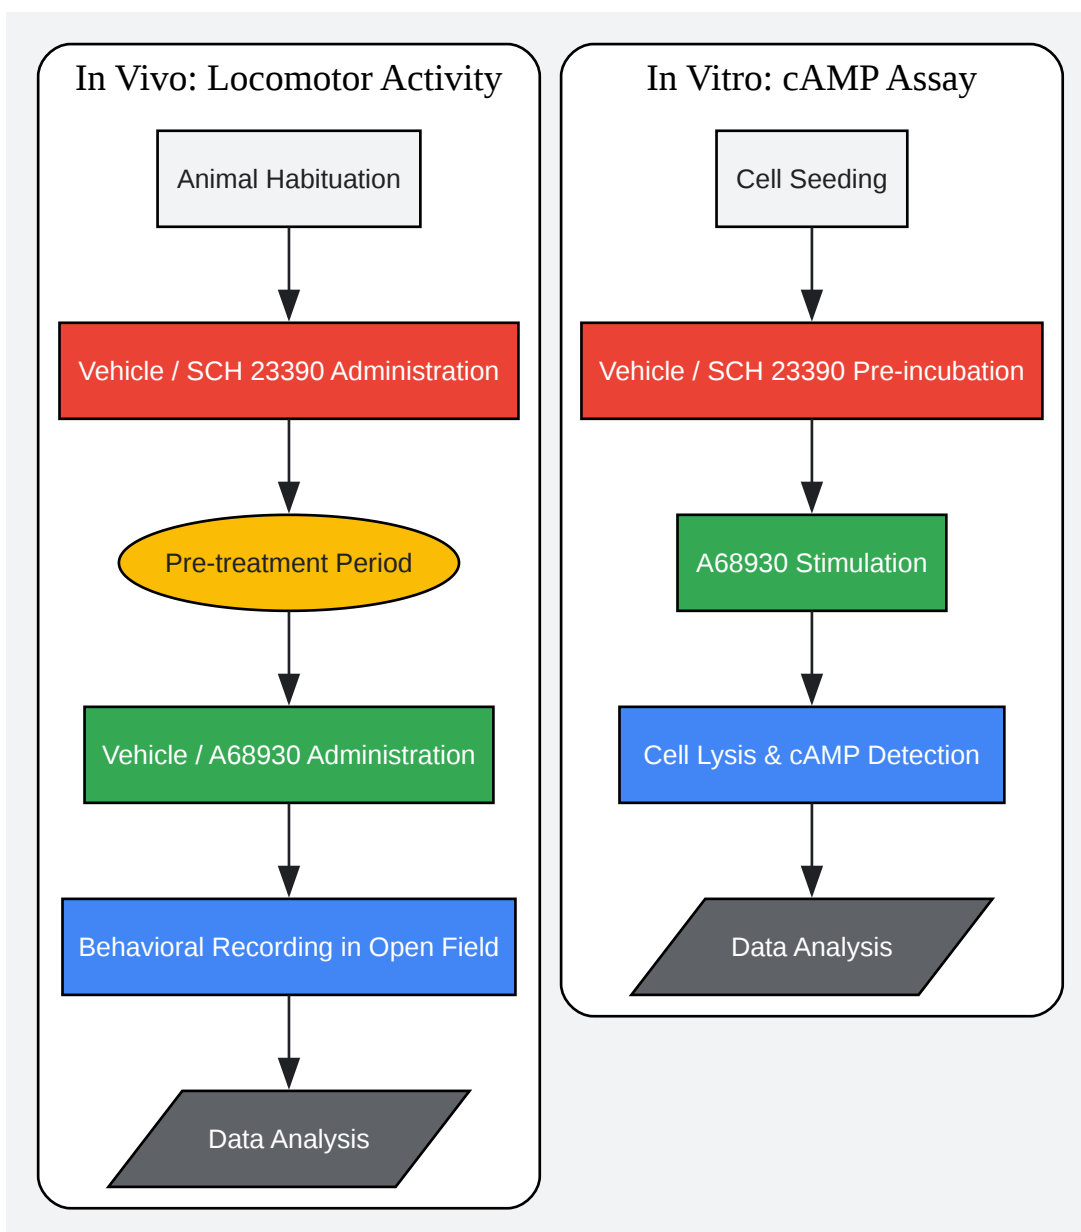 In Vivo: Locomotor Activity
Animal Habituation
Vehicle / SCH 23390 Administration
Pre-treatment Period
Vehicle / A68930 Administration
Behavioral Recording in Open Field
Data Analysis
In Vitro: cAMP Assay
Cell Seeding
Vehicle / SCH 23390 Pre-incubation
A68930 Stimulation
Cell Lysis & cAMP Detection
Data Analysis